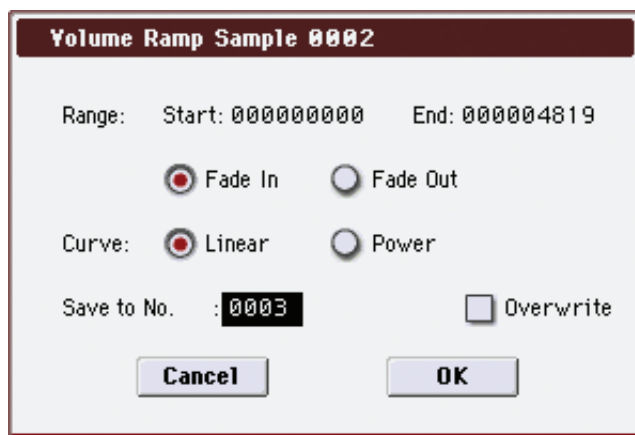 Volume Ramp Sample 0002
Range: Start: 000000000 End: 000004819
Fade In Fade Out
Curve: Linear Power
Save to No. : 0003 Overwrite
Cancel OK